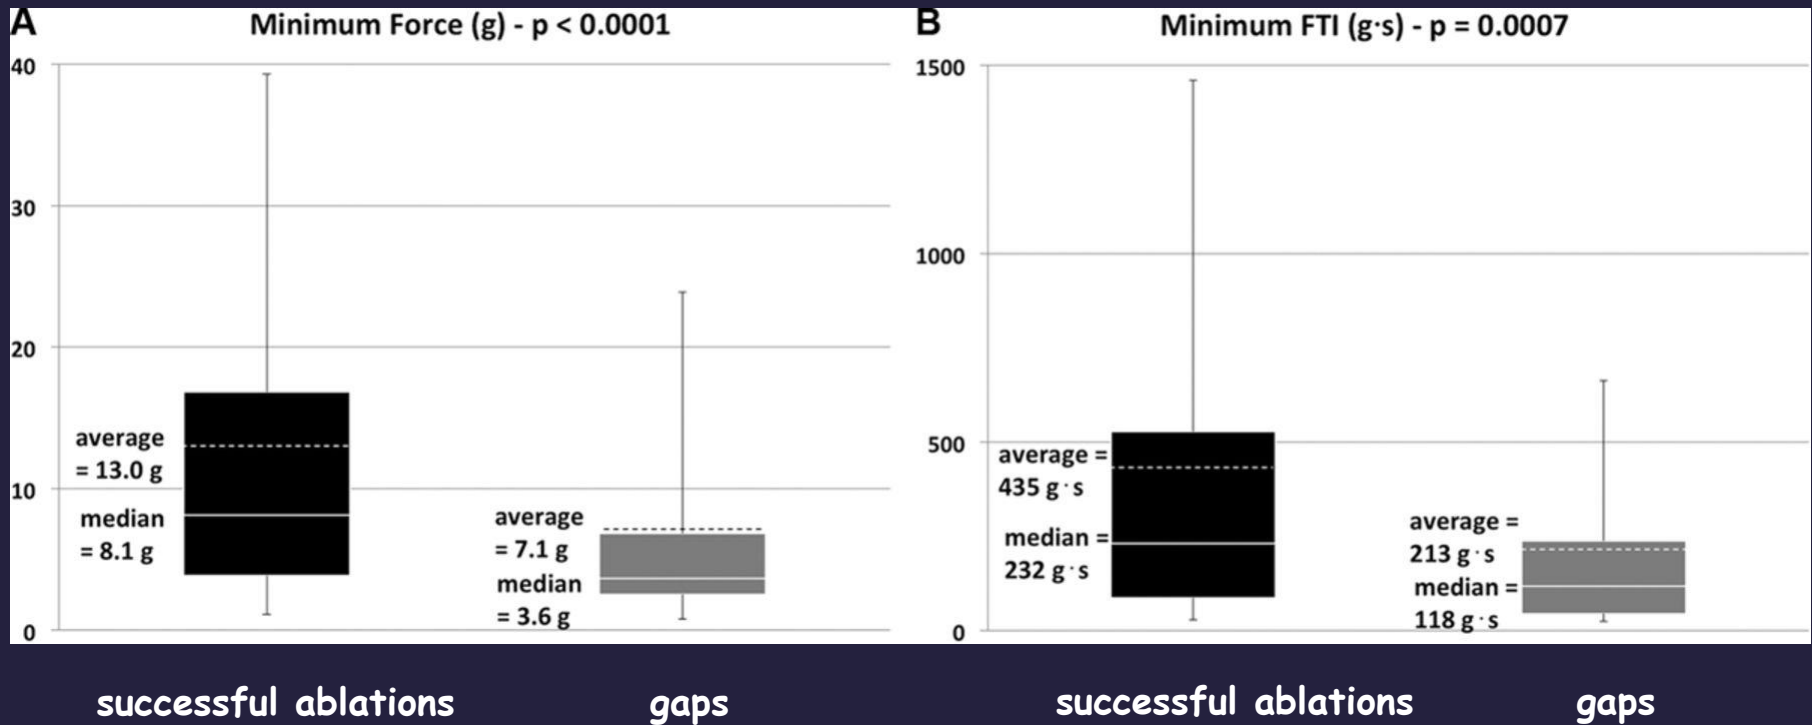 A
Minimum Force (g) - p < 0.0001
40
30
20
10
0
average
= 13.0 g
median
= 8.1 g
average
= 7.1 g
median
= 3.6 g
successful ablations
gaps
B
Minimum FTI (g·s) - p = 0.0007
1500
1000
500
0
average =
435 g·s
median =
232 g·s
average =
213 g·s
median =
118 g·s
successful ablations
gaps